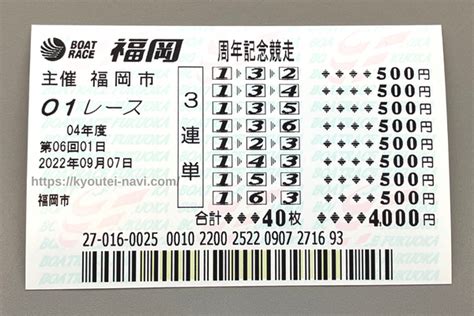 BOAT RACE 福岡 周年記念競走
主催 福岡市
01レース
04年度
第06回01日
2022年09月07日
https://kyoutei-navi.com/
福岡市
3連単
1 3 2 ◆◆◆◆500円
1 3 4 ◆◆◆◆500円
1 3 5 ◆◆◆◆500円
1 3 6 ◆◆◆◆500円
1 2 3 ◆◆◆◆500円
1 4 3 ◆◆◆◆500円
1 5 3 ◆◆◆◆500円
1 6 3 ◆◆◆◆500円
合計◆◆◆40枚 ◆◆◆4,000円
27-016-0025 0010 2200 2522 0907 2716 93